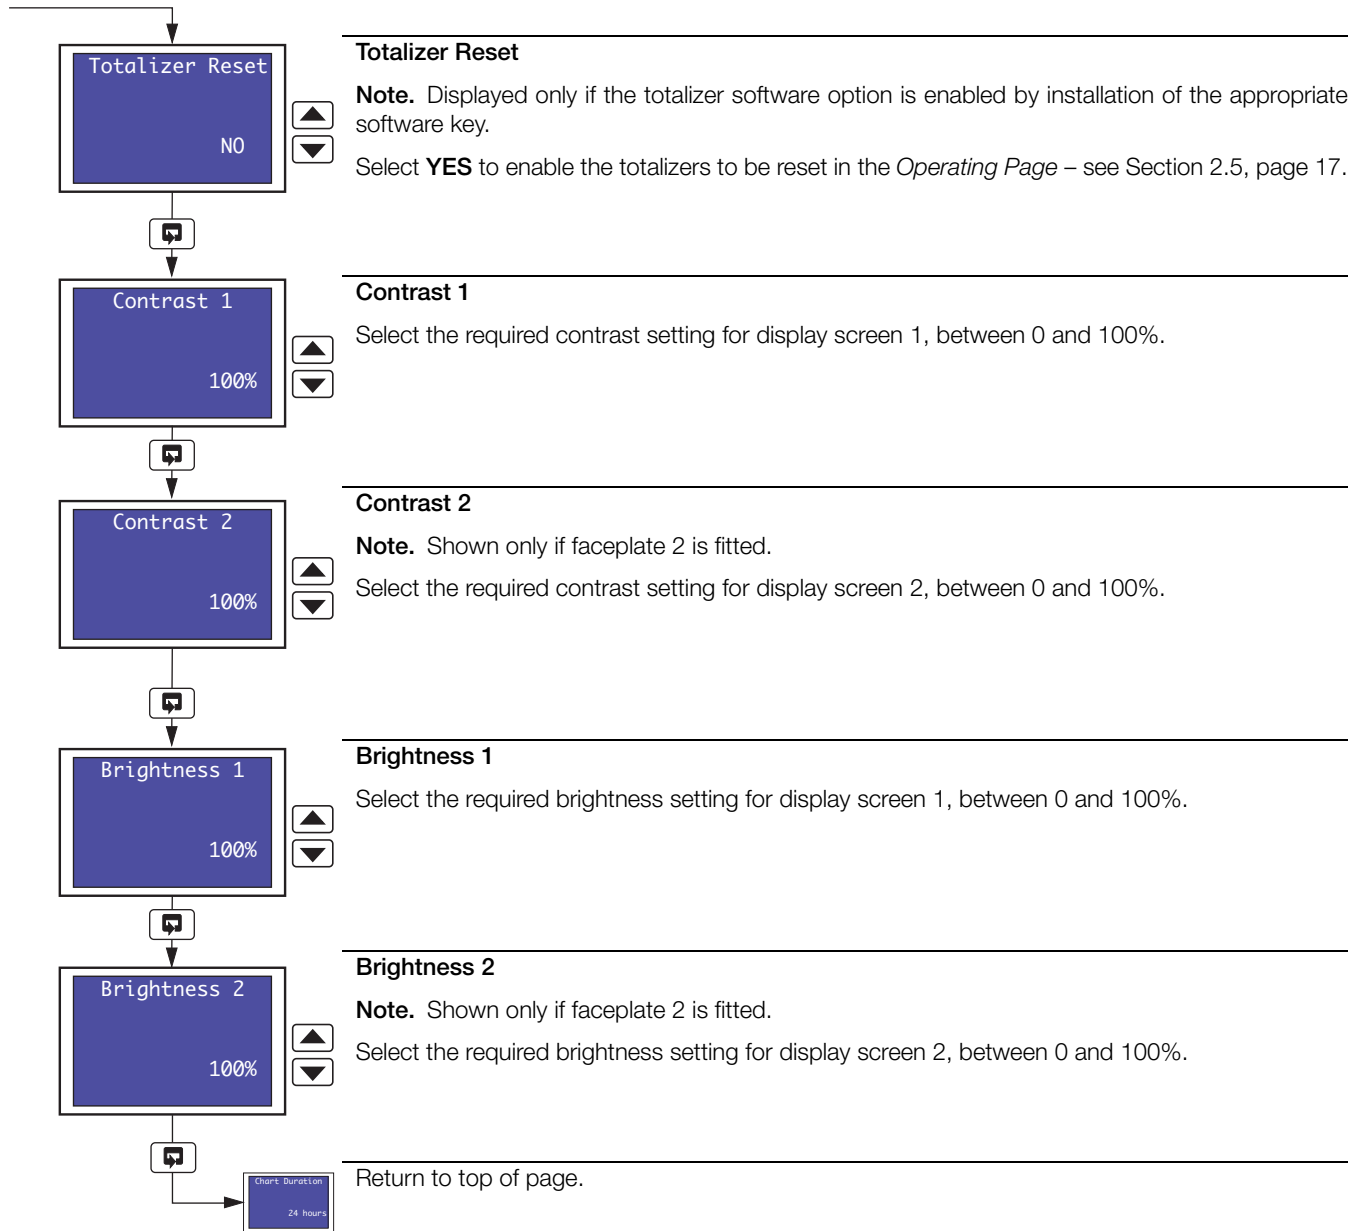 Totalizer Reset
NO
Totalizer Reset
Note. Displayed only if the totalizer software option is enabled by installation of the appropriate
software key.
Select YES to enable the totalizers to be reset in the Operating Page – see Section 2.5, page 17.
Contrast 1
100%
Contrast 1
Select the required contrast setting for display screen 1, between 0 and 100%.
Contrast 2
100%
Contrast 2
Note. Shown only if faceplate 2 is fitted.
Select the required contrast setting for display screen 2, between 0 and 100%.
Brightness 1
100%
Brightness 1
Select the required brightness setting for display screen 1, between 0 and 100%.
Brightness 2
100%
Brightness 2
Note. Shown only if faceplate 2 is fitted.
Select the required brightness setting for display screen 2, between 0 and 100%.
Chart Duration
24 hours
Return to top of page.